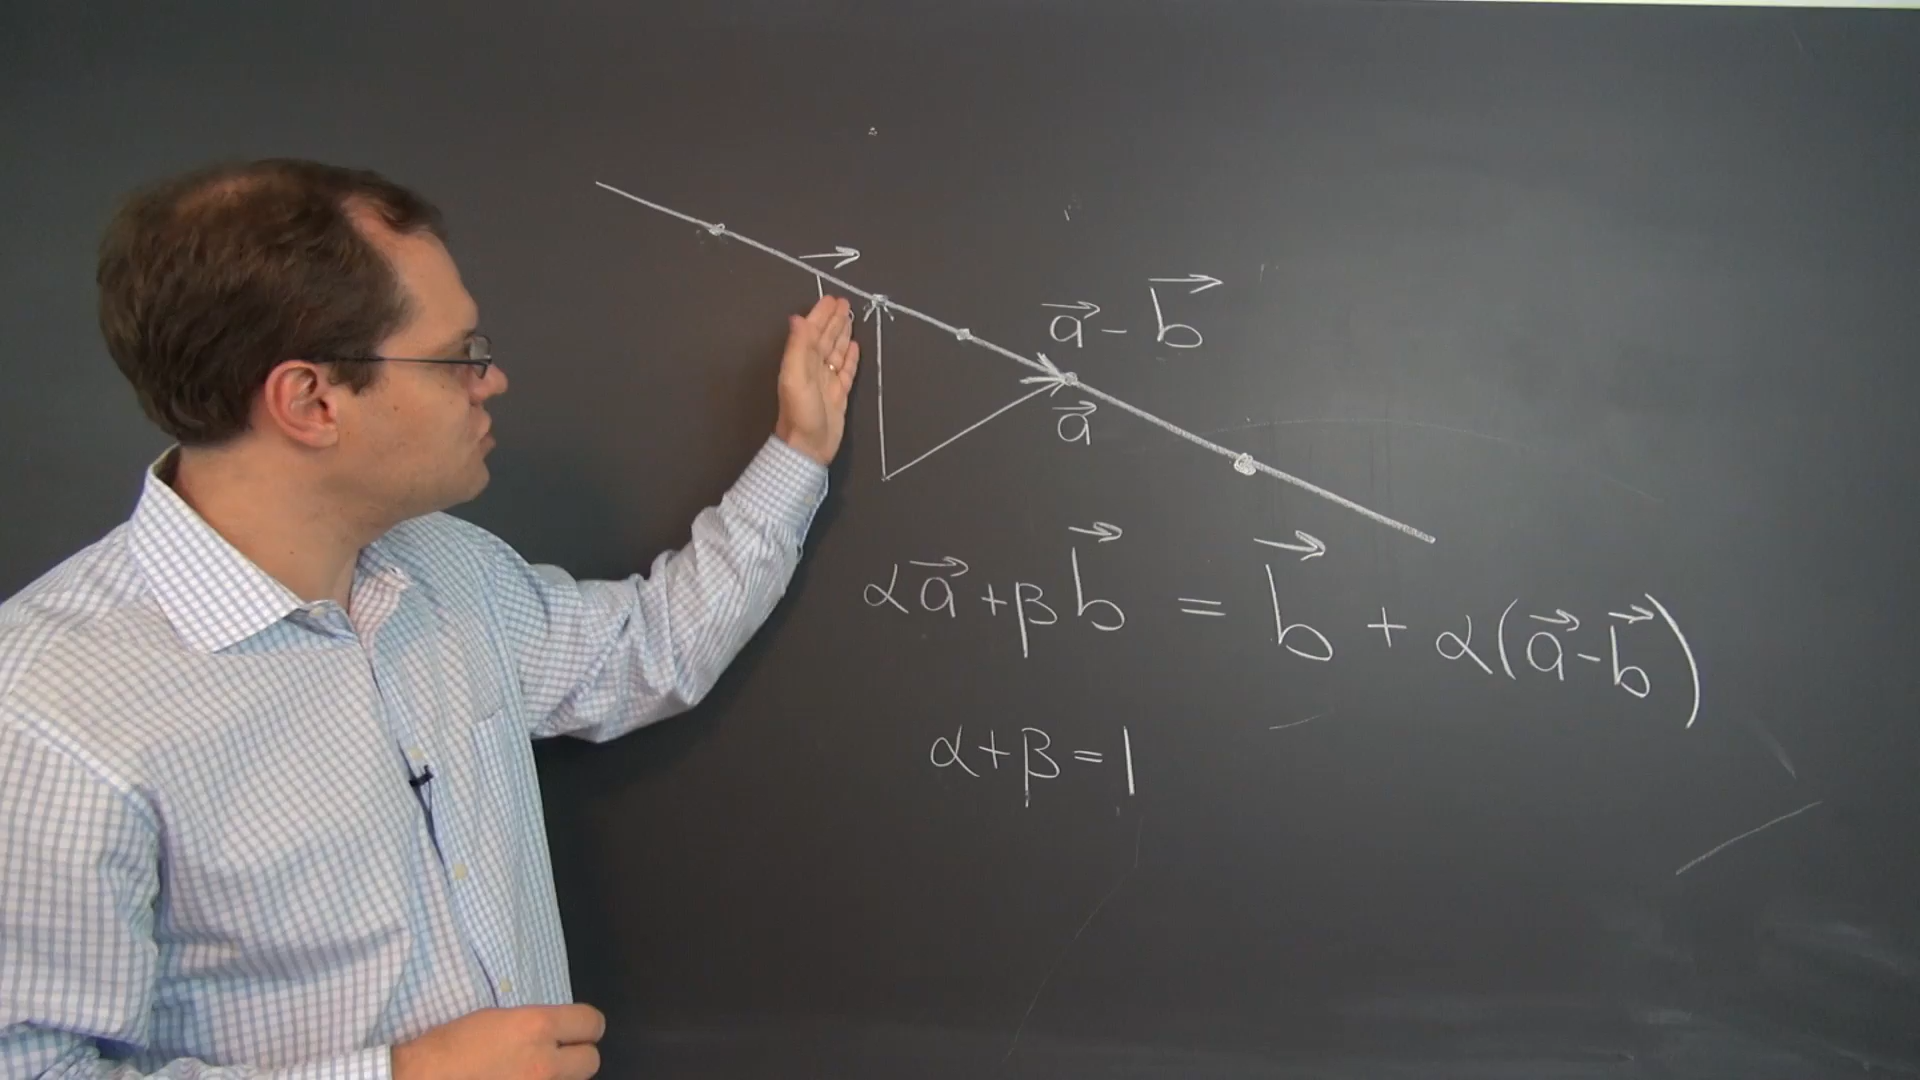 a⃗ - b⃗
a⃗
αa⃗ + βb⃗ = b⃗ + α(a⃗ - b⃗)
α + β = 1